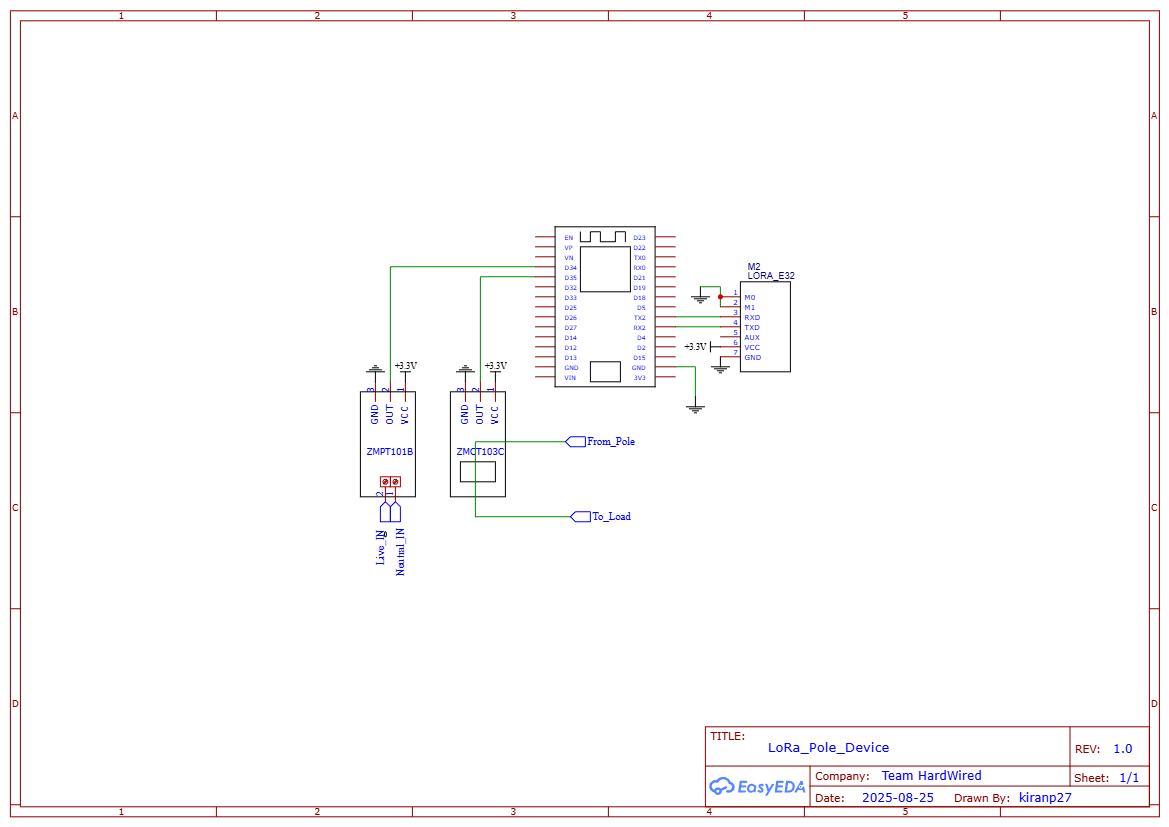 1 2 3 4 5
A A
B B
C C
D D
EN D23
VP D22
VN TX0
D34 RX0
D35 D21
D32 D19
D33 D18
D25 D5
D26 TX2
D27 RX2
D14 D4
D12 D2
D13 D15
GND GND
VIN 3V3
M2
LORA_E32
1 M0
2 M1
3 RXD
4 TXD
5 AUX
6 VCC
7 GND
+3.3V
+3.3V
3 2 1
GND OUT VCC
ZMPT101B
2 1
Live_IN
Neutral_IN
+3.3V
3 2 1
GND OUT VCC
ZMCT103C
From_Pole
To_Load
TITLE:
LoRa_Pole_Device
REV: 1.0
EasyEDA
Company: Team HardWired
Sheet: 1/1
Date: 2025-08-25 Drawn By: kiranp27
1 2 3 4 5